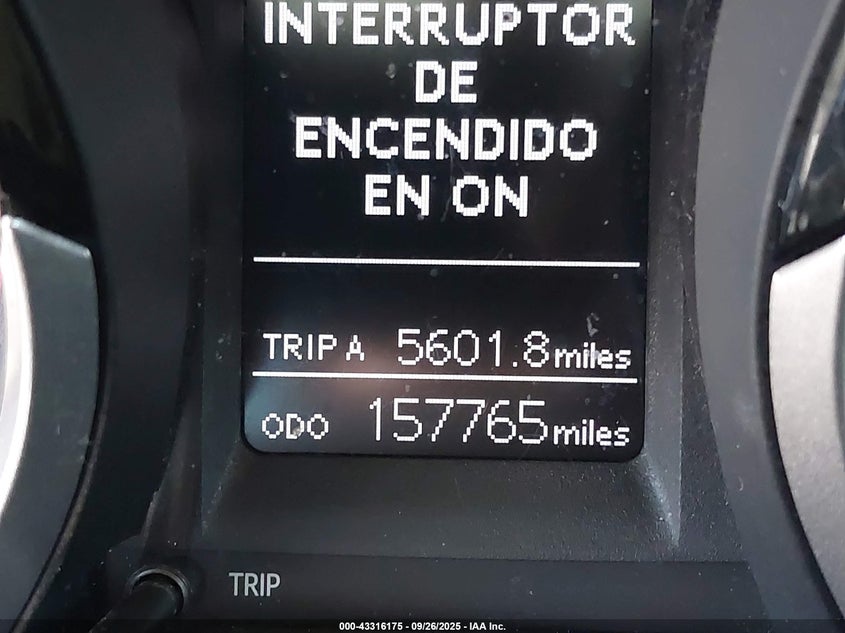 INTERRUPTOR
DE
ENCENDIDO
EN ON
TRIP A 5601.8 miles
ODO 157765 miles
TRIP
000-43316175 - 09/26/2025 - IAA Inc.